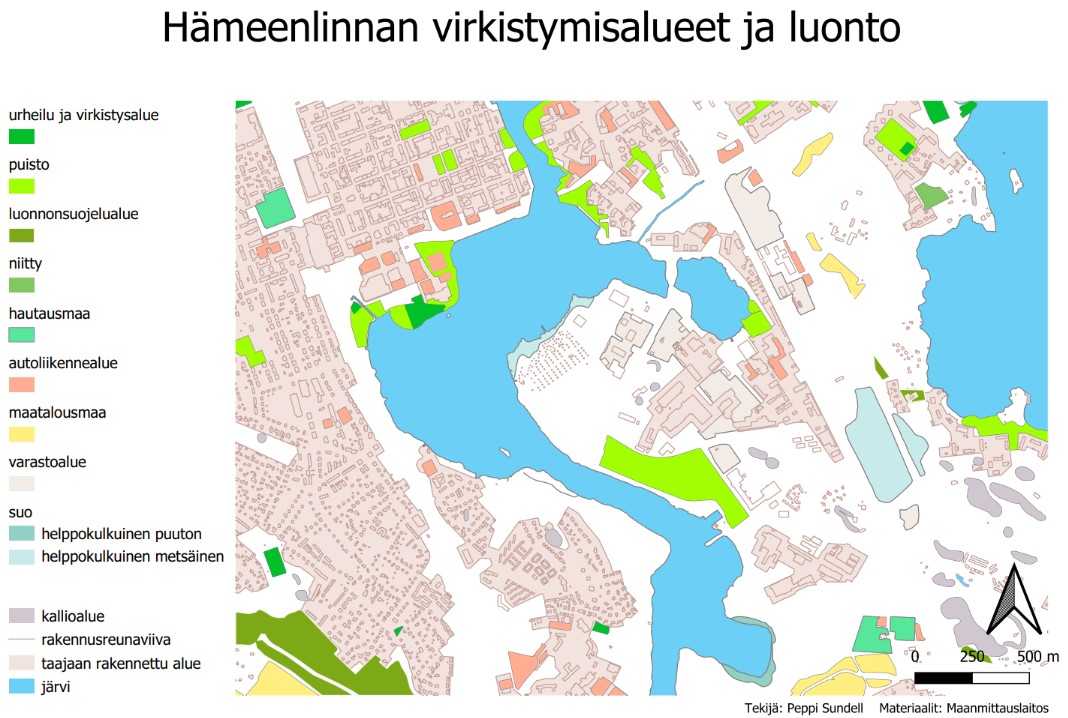 Hämeenlinnan virkistymisalueet ja luonto
urheilu ja virkistysalue
puisto
luonnonsuojelualue
niitty
hautausmaa
autoliikennealue
maatalousmaa
varastoalue
suo
helppokulkuinen puuton
helppokulkuinen metsäinen
kallioalue
rakennusreunaviiva
taajaan rakennettu alue
järvi
0 250 500 m
Tekijä: Peppi Sundell Materiaalit: Maanmittauslaitos